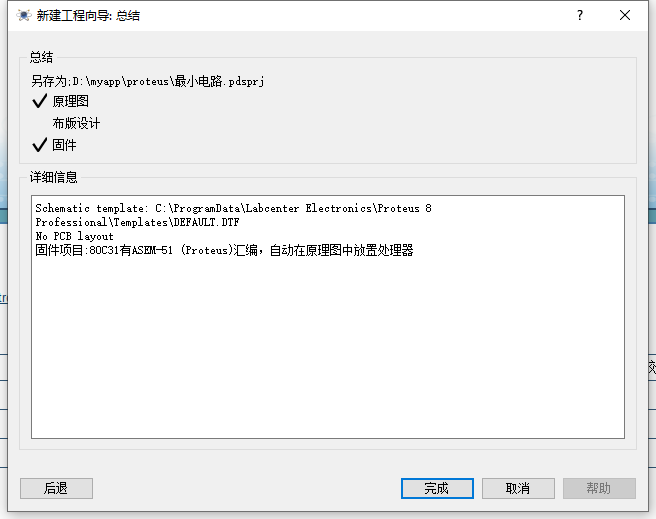 新建工程向导: 总结
?
总结
另存为:D:\myapp\proteus\最小电路.pdsprj
原理图
布版设计
固件
详细信息
Schematic template: C:\ProgramData\Labcenter Electronics\Proteus 8
Professional\Templates\DEFAULT.DTF
No PCB layout
固件项目:80C31有ASEM-51 (Proteus)汇编，自动在原理图中放置处理器
后退
完成
取消
帮助